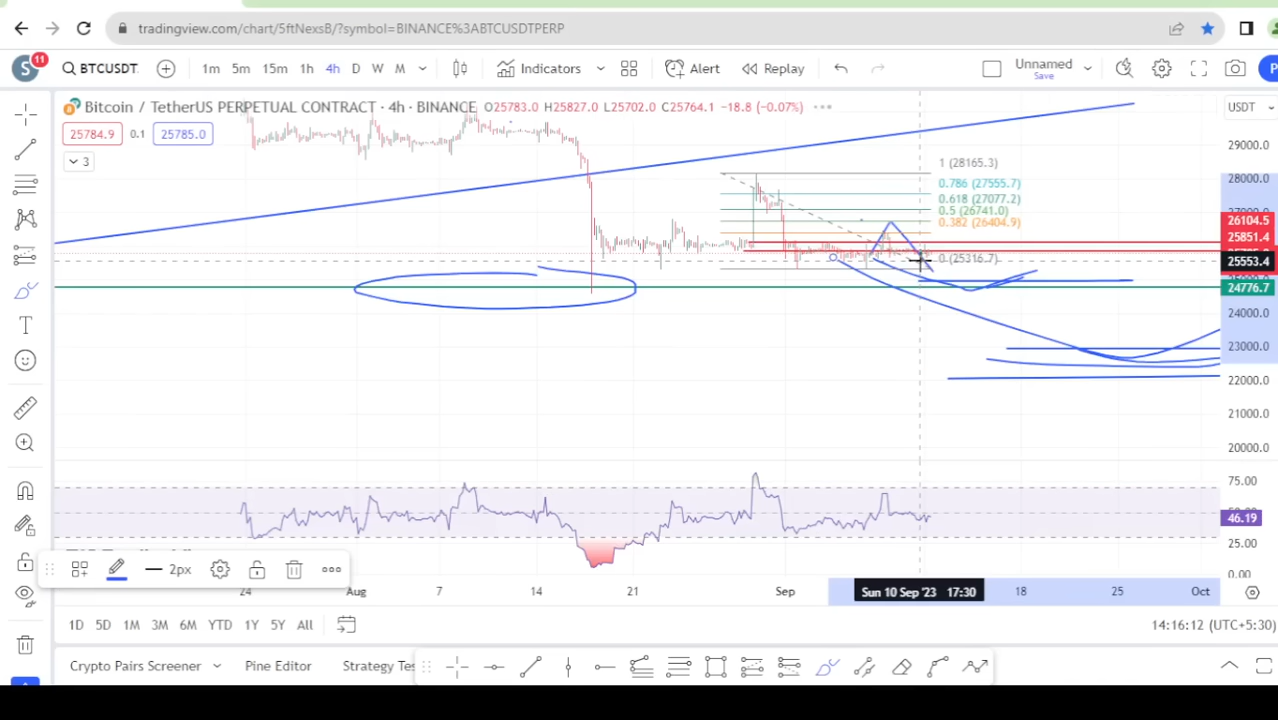 tradingview.com/chart/5ftNexsB/?symbol=BINANCE%3ABTCUSDTPERP
S 11 BTCUSDT. 1m 5m 15m 1h 4h D W M Indicators Alert Replay Unnamed Save
Bitcoin / TetherUS PERPETUAL CONTRACT · 4h · BINANCE O25783.0 H25827.0 L25702.0 C25764.1 −18.8 (−0.07%) USDT
25784.9 0.1 25785.0
3
29000.0
1 (28165.3)
28000.0
0.786 (27555.7)
0.618 (27077.2)
0.5 (26741.0)
0.382 (26404.9)
26104.5
25851.4
0 (25316.7)
25553.4
24776.7
24000.0
23000.0
22000.0
21000.0
20000.0
75.00
46.19
25.00
0.00
2px
24 Aug 7 14 21 Sep Sun 10 Sep '23 17:30 18 25 Oct
1D 5D 1M 3M 6M YTD 1Y 5Y All 14:16:12 (UTC+5:30)
Crypto Pairs Screener Pine Editor Strategy Tes